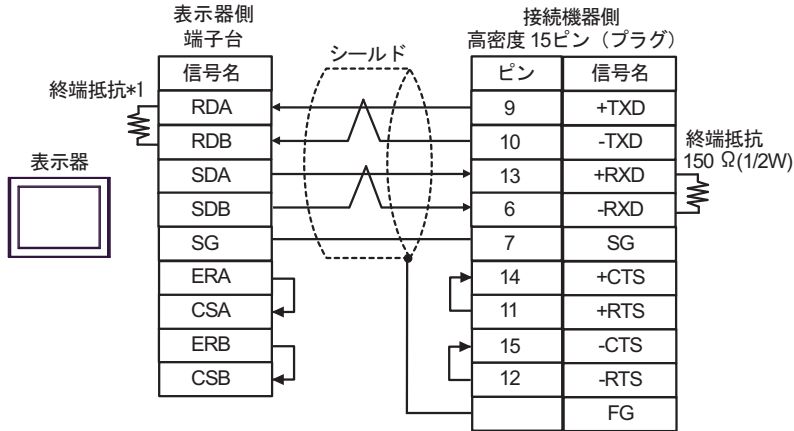 表示器側
端子台
接続機器側
高密度 15ピン（プラグ）
シールド
終端抵抗*1
表示器
信号名
RDA
RDB
SDA
SDB
SG
ERA
CSA
ERB
CSB
ピン 信号名
9 +TXD
10 -TXD
13 +RXD
6 -RXD
7 SG
14 +CTS
11 +RTS
15 -CTS
12 -RTS
FG
終端抵抗
150 Ω(1/2W)